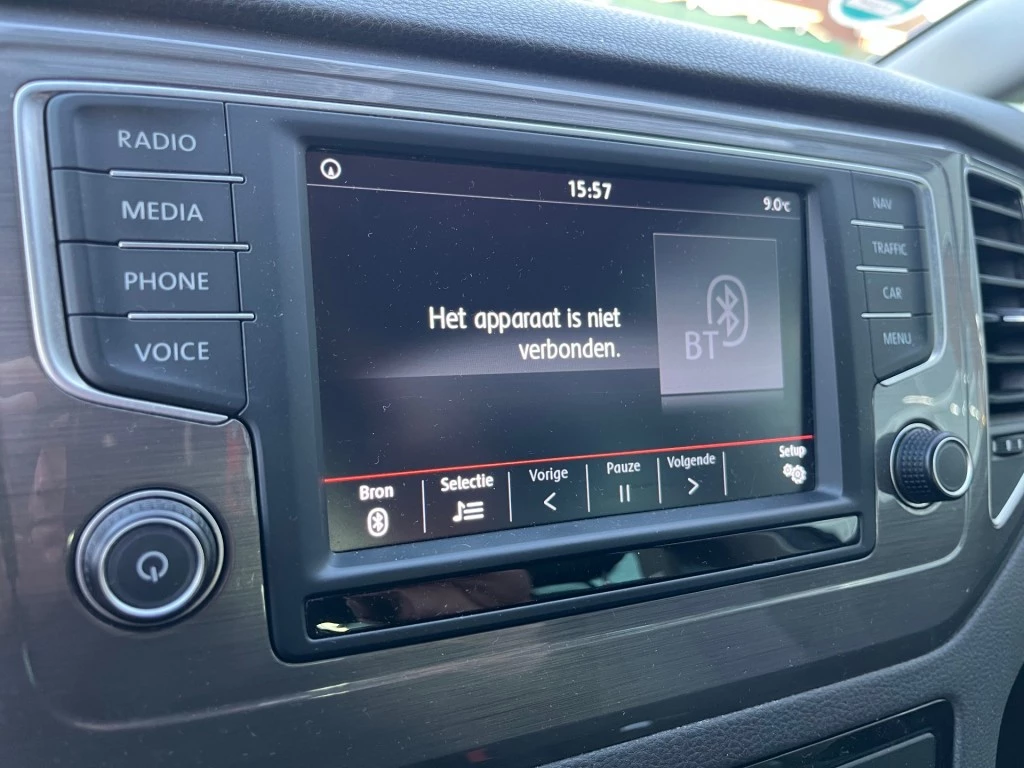 RADIO
MEDIA
PHONE
VOICE
15:57
9.0°C
Het apparaat is niet
verbonden.
BT
Bron
Selectie
Vorige
Pauze
Volgende
Setup
NAV
TRAFFIC
CAR
MENU